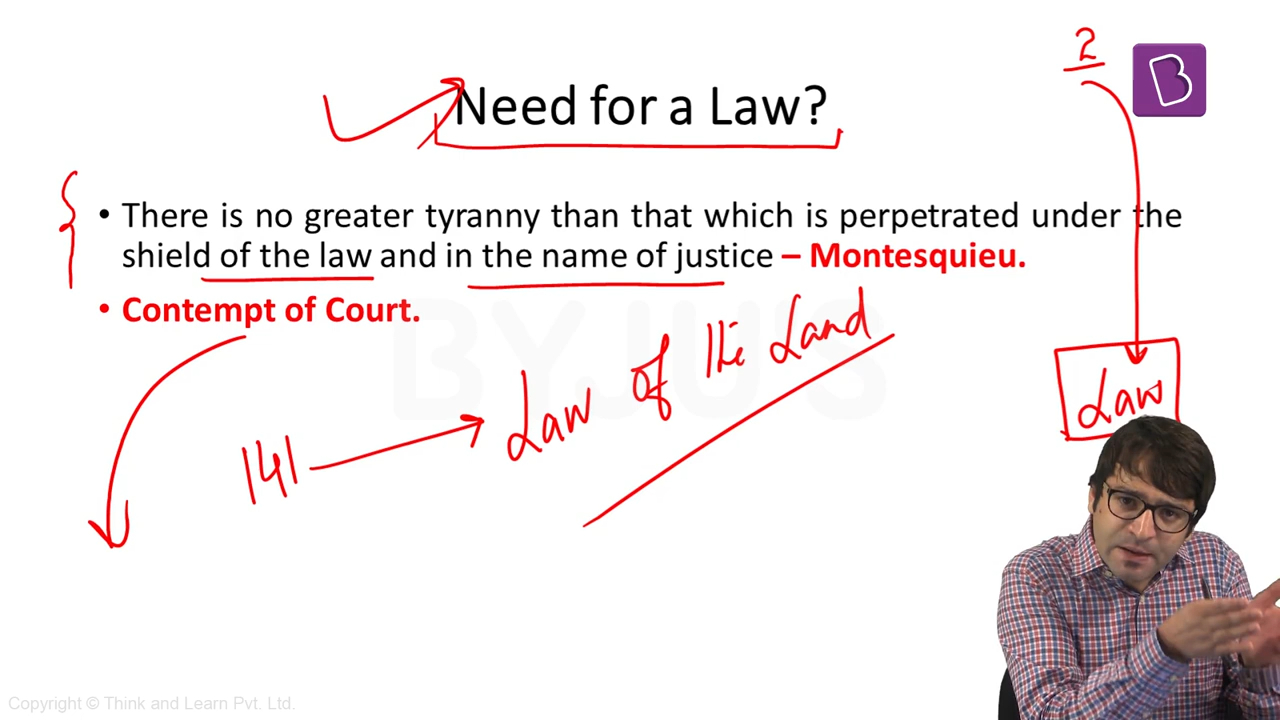 2
B
Need for a Law?
• There is no greater tyranny than that which is perpetrated under the
shield of the law and in the name of justice – Montesquieu.
• Contempt of Court.
BYJU'S
Law of the Land
141
Law
Copyright © Think and Learn Pvt. Ltd.